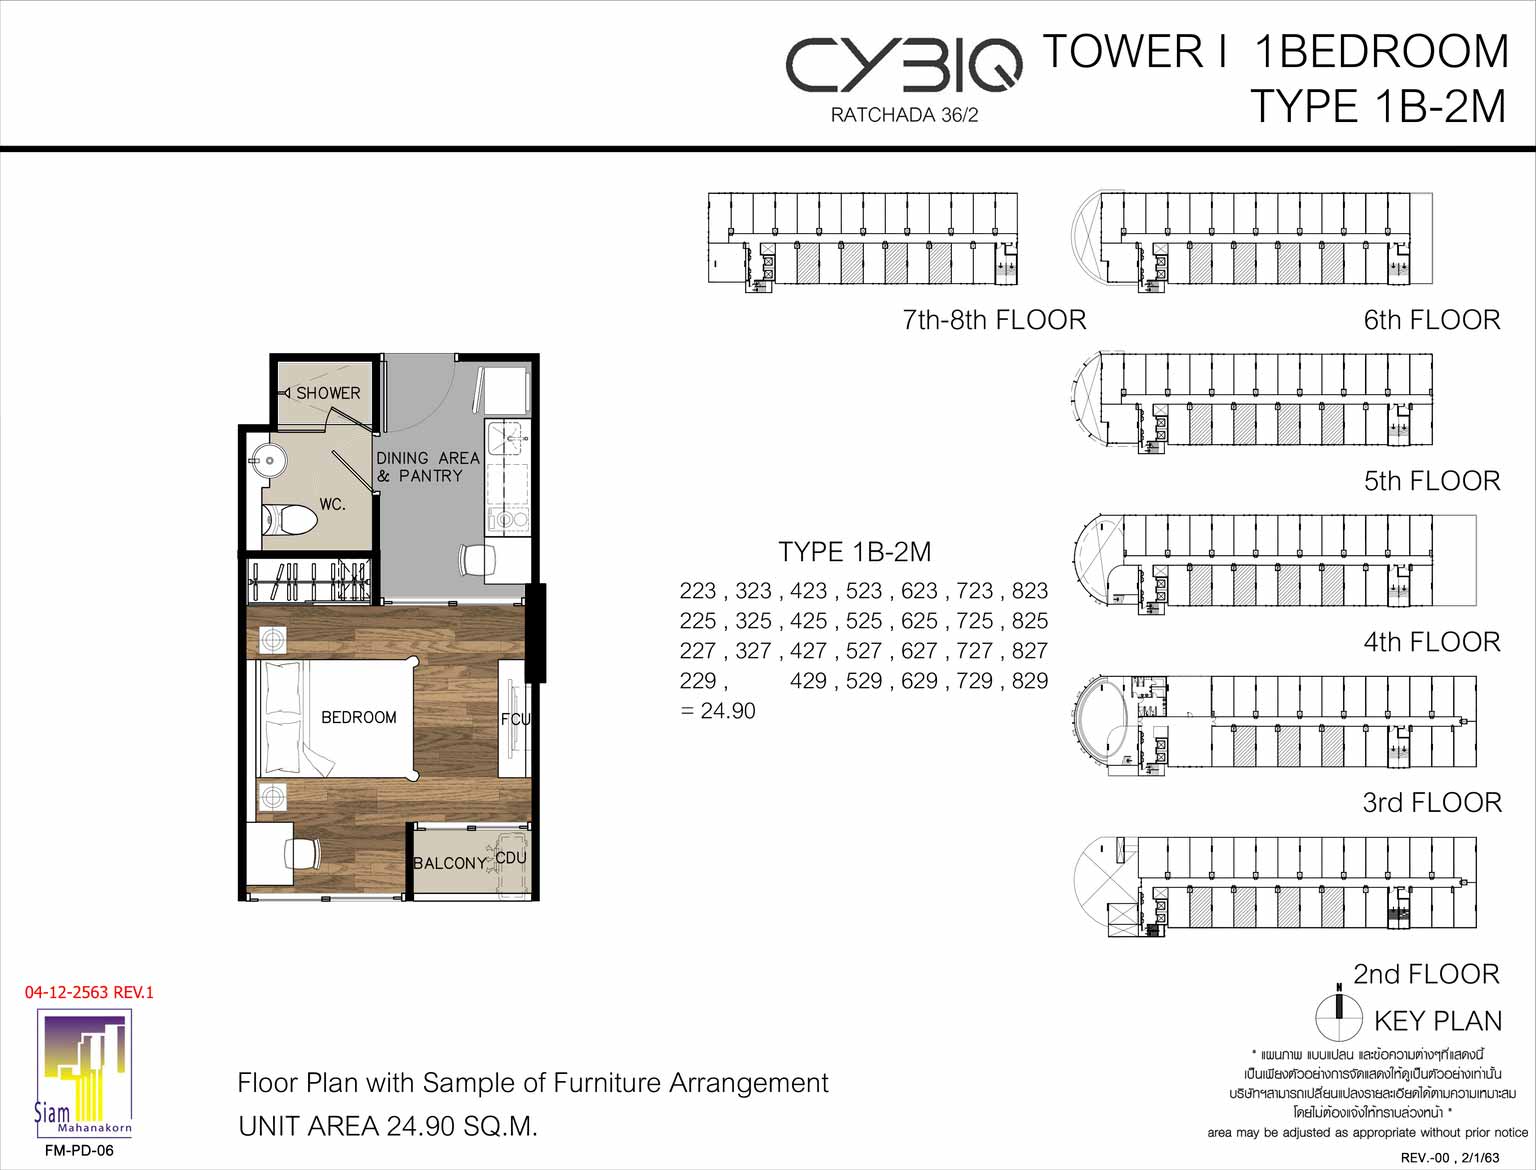 CYBIQ
RATCHADA 36/2
TOWER I 1BEDROOM
TYPE 1B-2M
7th-8th FLOOR
6th FLOOR
5th FLOOR
4th FLOOR
3rd FLOOR
2nd FLOOR
SHOWER
DINING AREA
& PANTRY
WC.
BEDROOM
FCU
BALCONY
CDU
TYPE 1B-2M
223 , 323 , 423 , 523 , 623 , 723 , 823
225 , 325 , 425 , 525 , 625 , 725 , 825
227 , 327 , 427 , 527 , 627 , 727 , 827
229 , 429 , 529 , 629 , 729 , 829
= 24.90
N
KEY PLAN
* แผนภาพ แบบแปลน และข้อความต่างๆที่แสดงนี้
เป็นเพียงตัวอย่างการจัดแสดงให้ดูเป็นตัวอย่างเท่านั้น
บริษัทฯสามารถเปลี่ยนแปลงรายละเอียดได้ตามความเหมาะสม
โดยไม่ต้องแจ้งให้ทราบล่วงหน้า *
area may be adjusted as appropriate without prior notice
REV.-00 , 2/1/63
04-12-2563 REV.1
Siam
Mahanakorn
FM-PD-06
Floor Plan with Sample of Furniture Arrangement
UNIT AREA 24.90 SQ.M.